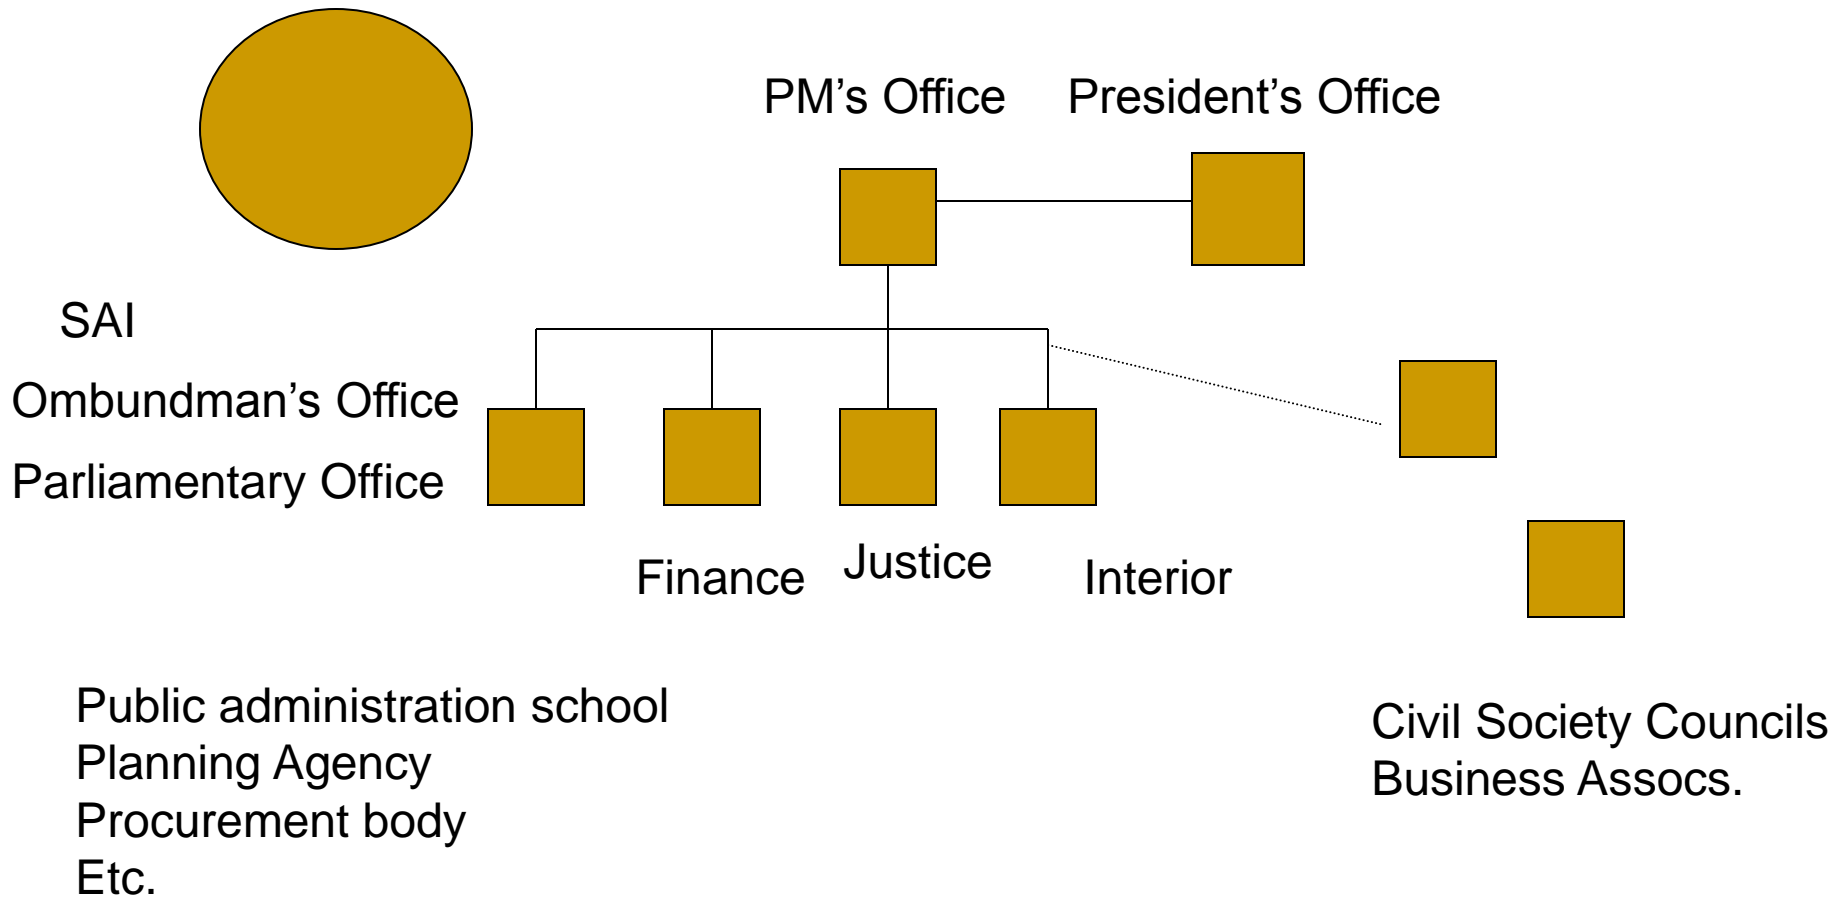 PM’s Office
President’s Office
SAI
Ombundman’s Office
Parliamentary Office
Finance
Justice
Interior
Public administration school
Planning Agency
Procurement body
Etc.
Civil Society Councils
Business Assocs.